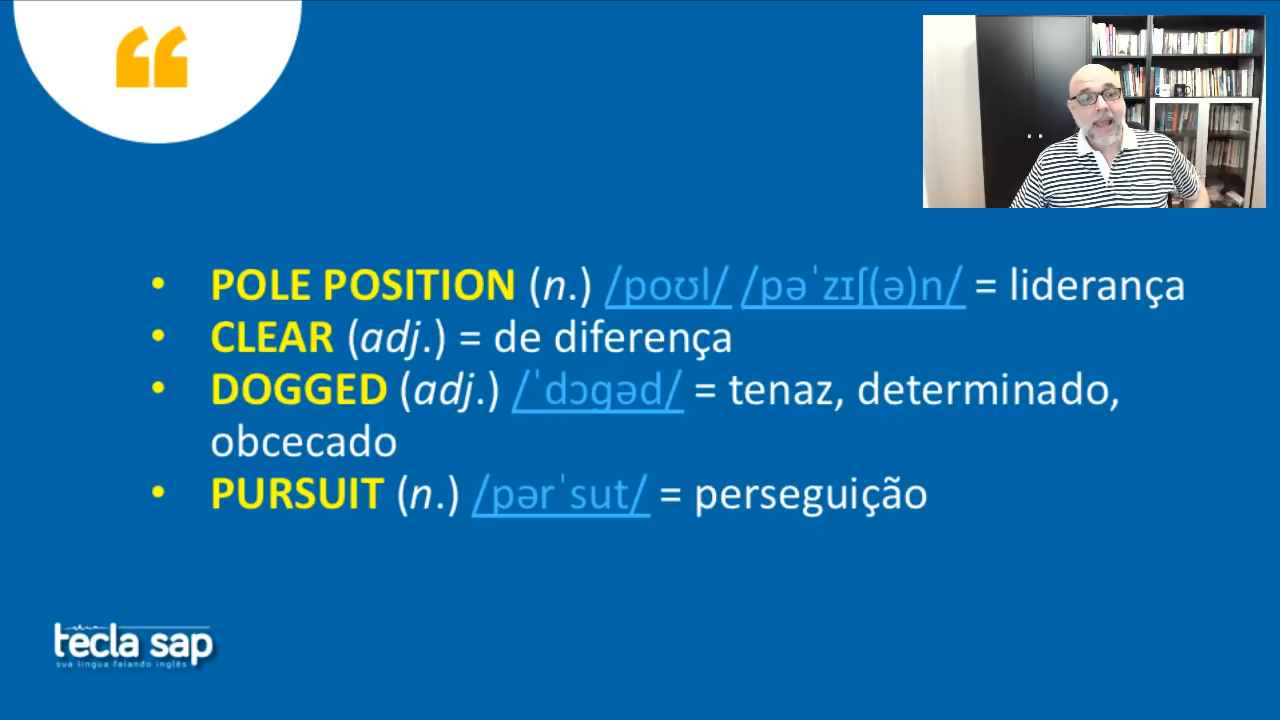 “
• POLE POSITION (n.) /poʊl/ /pəˈzɪʃ(ə)n/ = liderança
• CLEAR (adj.) = de diferença
• DOGGED (adj.) /ˈdɔɡəd/ = tenaz, determinado,
obcecado
• PURSUIT (n.) /pərˈsut/ = perseguição
tecla sap
sua língua falando inglês